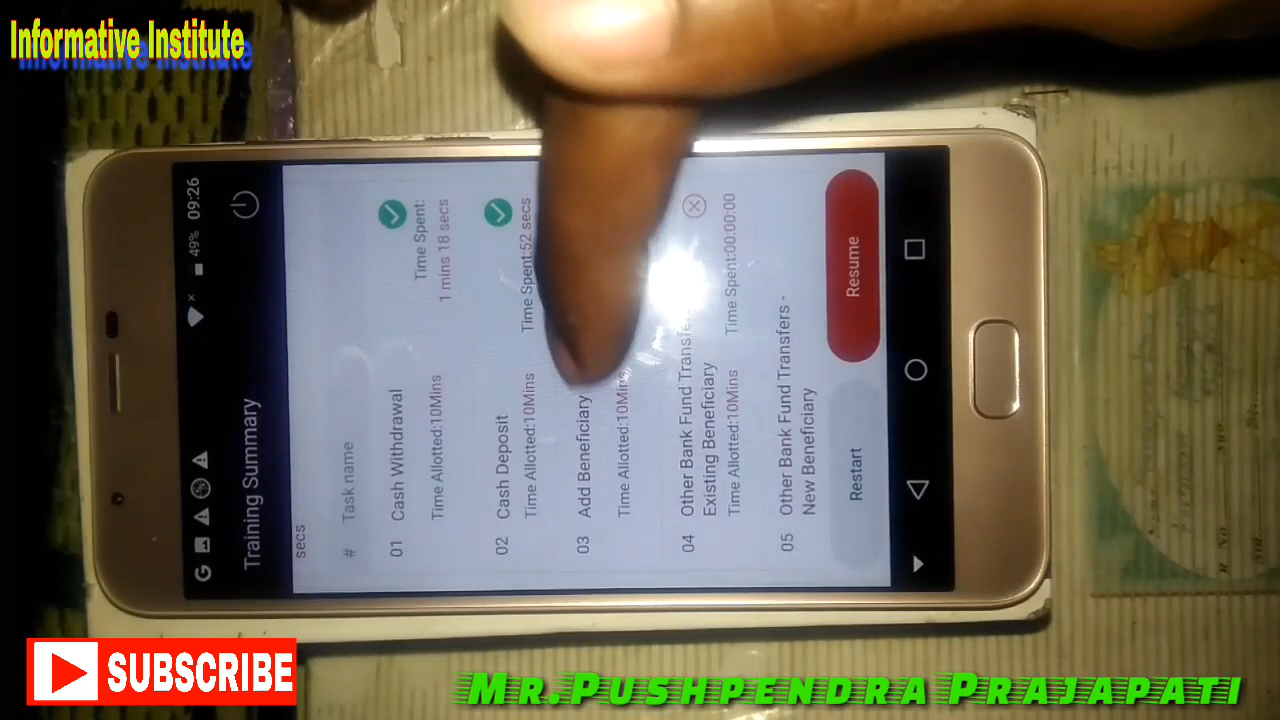 Informative Institute
49% 09:26
Training Summary
secs
# Task name
01 Cash Withdrawal
Time Allotted:10Mins
Time Spent:
1 mins 18 secs
02 Cash Deposit
Time Allotted:10Mins
Time Spent:52 secs
03 Add Beneficiary
Time Allotted:10Mins
04 Other Bank Fund
Existing Beneficiary
Time Allotted:10Mins
Time Spent:00:00:00
05 Other Bank Fund Transfers -
New Beneficiary
Restart
Resume
SUBSCRIBE
MR.PUSHPENDRA PRAJAPATI